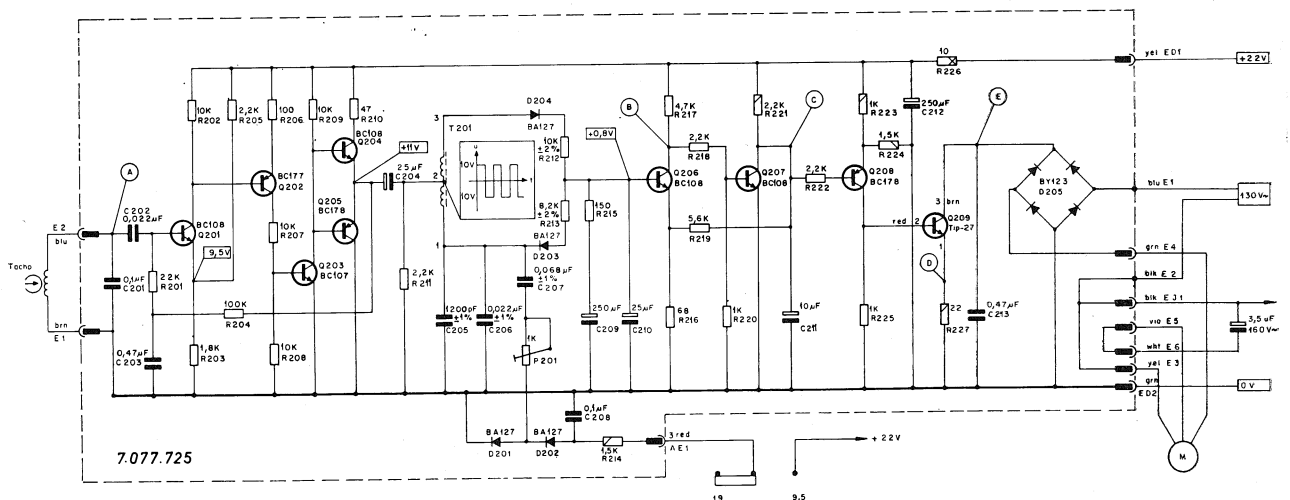 yel ED1
+22V
10
R226
10K
R202
2,2K
R205
100
R206
10K
R209
47
R210
BC108
Q204
+11V
25µF
C204
T201
3
2
1
u
10V
10V
t
D204
BA127
10K
±2%
R212
8,2K
±2%
R213
BA127
D203
+0,8V
150
R215
B
4,7K
R217
2,2K
R218
Q206
BC108
5,6K
R219
2,2K
R221
Q207
BC108
C
2,2K
R222
1K
R223
1,5K
R224
Q208
BC178
250µF
C212
E
BY123
D205
blu E1
130V~
A
C202
0,022µF
BC108
Q201
9,5V
BC177
Q202
10K
R207
Q205
BC178
Q203
BC107
3 brn
red 2
Q209
Tip-27
1
D
22
R227
0,47µF
C213
grn E4
blk E2
blk EJ1
3,5µF
160V~
vio E5
wht E6
yel E3
grn
ED2
0V
M
E2
blu
Tacho
brn
E1
0,1µF
C201
22K
R201
100K
R204
0,47µF
C203
1,8K
R203
10K
R208
2,2K
R211
1200pF
±1%
C205
0,022µF
±1%
C206
0,068µF
±1%
C207
1K
P201
250µF
C209
25µF
C210
68
R216
1K
R220
10µF
C211
1K
R225
0,1µF
C208
BA127
D201
BA127
D202
1,5K
R214
3 red
AE1
+22V
19
9,5
7.077.725